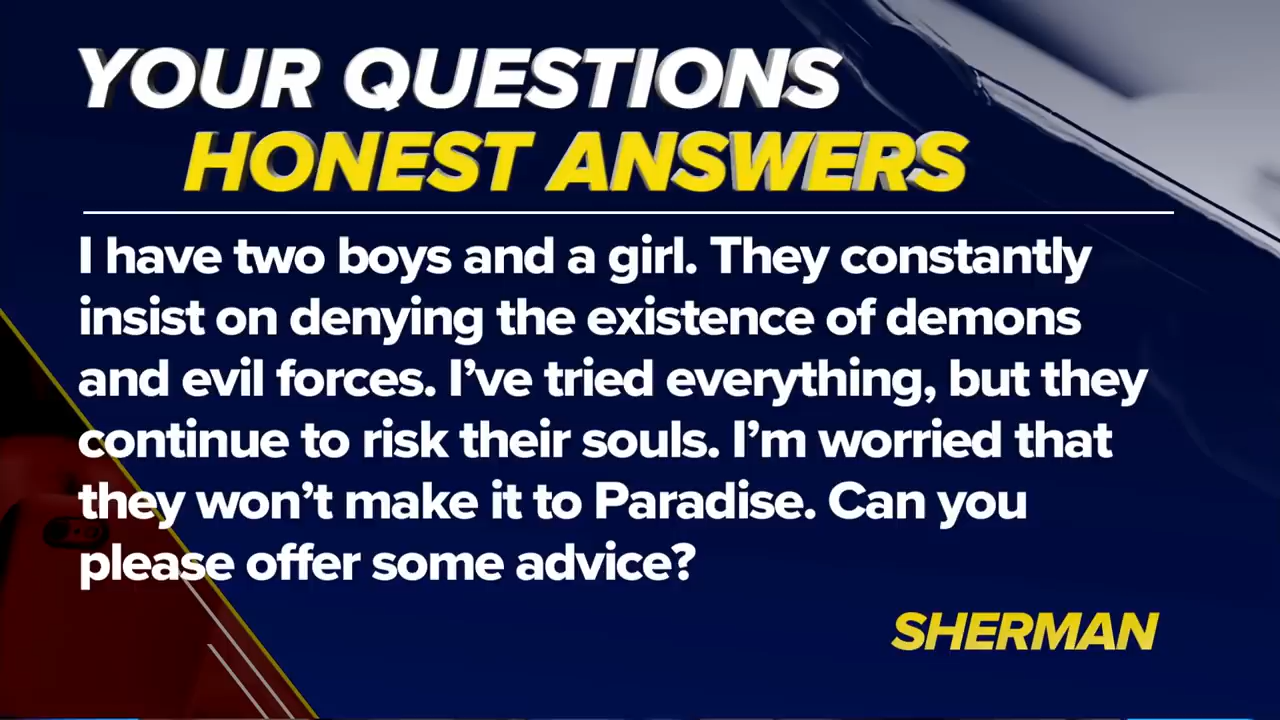 YOUR QUESTIONS
HONEST ANSWERS
I have two boys and a girl. They constantly
insist on denying the existence of demons
and evil forces. I’ve tried everything, but they
continue to risk their souls. I’m worried that
they won’t make it to Paradise. Can you
please offer some advice?
SHERMAN